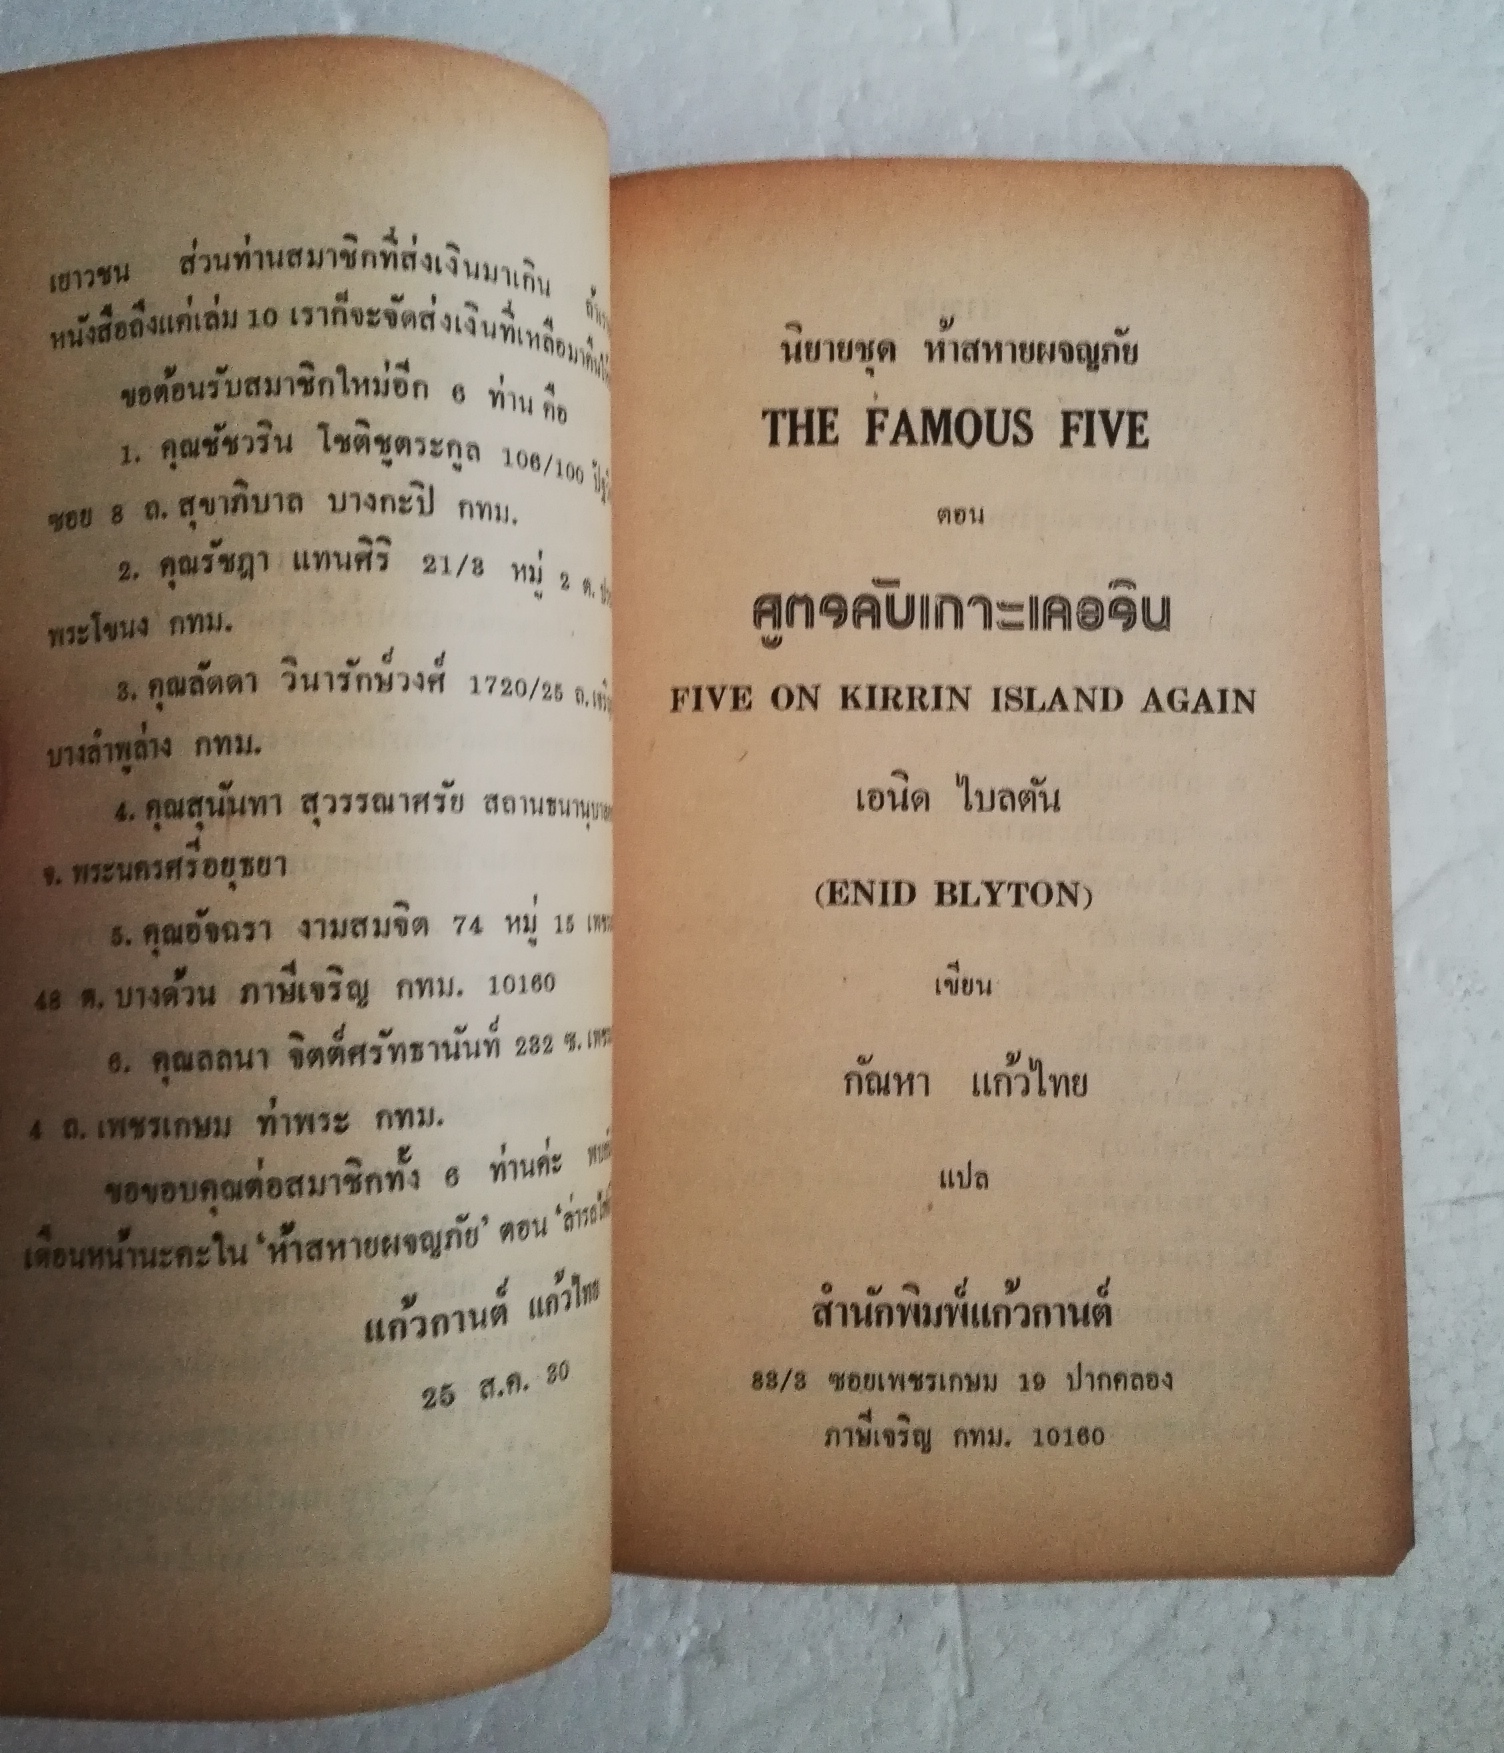 เยาวชน ส่วนท่านสมาชิกที่ส่งเงินมาเกิน
หนังสือถึงแค่เล่ม 10 เราก็จะจัดส่งเงินที่เหลือมาคืน
ขอต้อนรับสมาชิกใหม่อีก 6 ท่าน คือ
1. คุณชัชวริน โชติชูตระกูล 106/100
ซอย 8 ถ. สุขาภิบาล บางกะปิ กทม.
2. คุณรัชฎา แทนศิริ 21/3 หมู่ 2 ต.
พระโขนง กทม.
3. คุณลัดดา วินารักษ์วงศ์ 1720/25 ถ.
บางลำพูล่าง กทม.
4. คุณสุนันทา สุวรรณาศรัย
จ. พระนครศรีอยุธยา
5. คุณอัจฉรา งามสมจิต 74 หมู่ 15
48 ต. บางด้วน ภาษีเจริญ กทม. 10160
6. คุณลลนา จิตต์ศรัทธานันท์ 232 ซ.
4 ถ. เพชรเกษม ท่าพระ กทม.
ขอขอบคุณต่อสมาชิกทั้ง 6 ท่านค่ะ
เดือนหน้านะคะใน 'ห้าสหายผจญภัย' ตอน
แก้วกานต์ แก้วไทย
25 ส.ค. 30
นิยายชุด ห้าสหายผจญภัย
THE FAMOUS FIVE
ตอน
สูตรลับเกาะเคอริน
FIVE ON KIRRIN ISLAND AGAIN
เอนิด ไบลตัน
(ENID BLYTON)
เขียน
กัณหา แก้วไทย
แปล
สำนักพิมพ์แก้วกานต์
83/3 ซอยเพชรเกษม 19 ปากคลอง
ภาษีเจริญ กทม. 10160